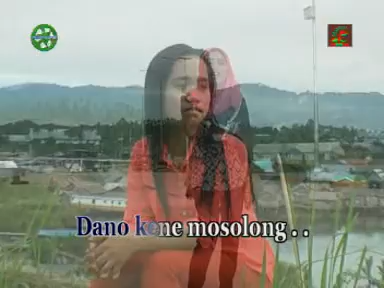 Dano kene mosolong . .